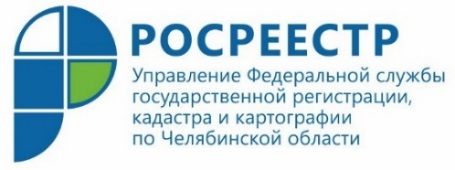 РОСРЕЕСТР
Управление Федеральной службы
государственной регистрации,
кадастра и картографии
по Челябинской области